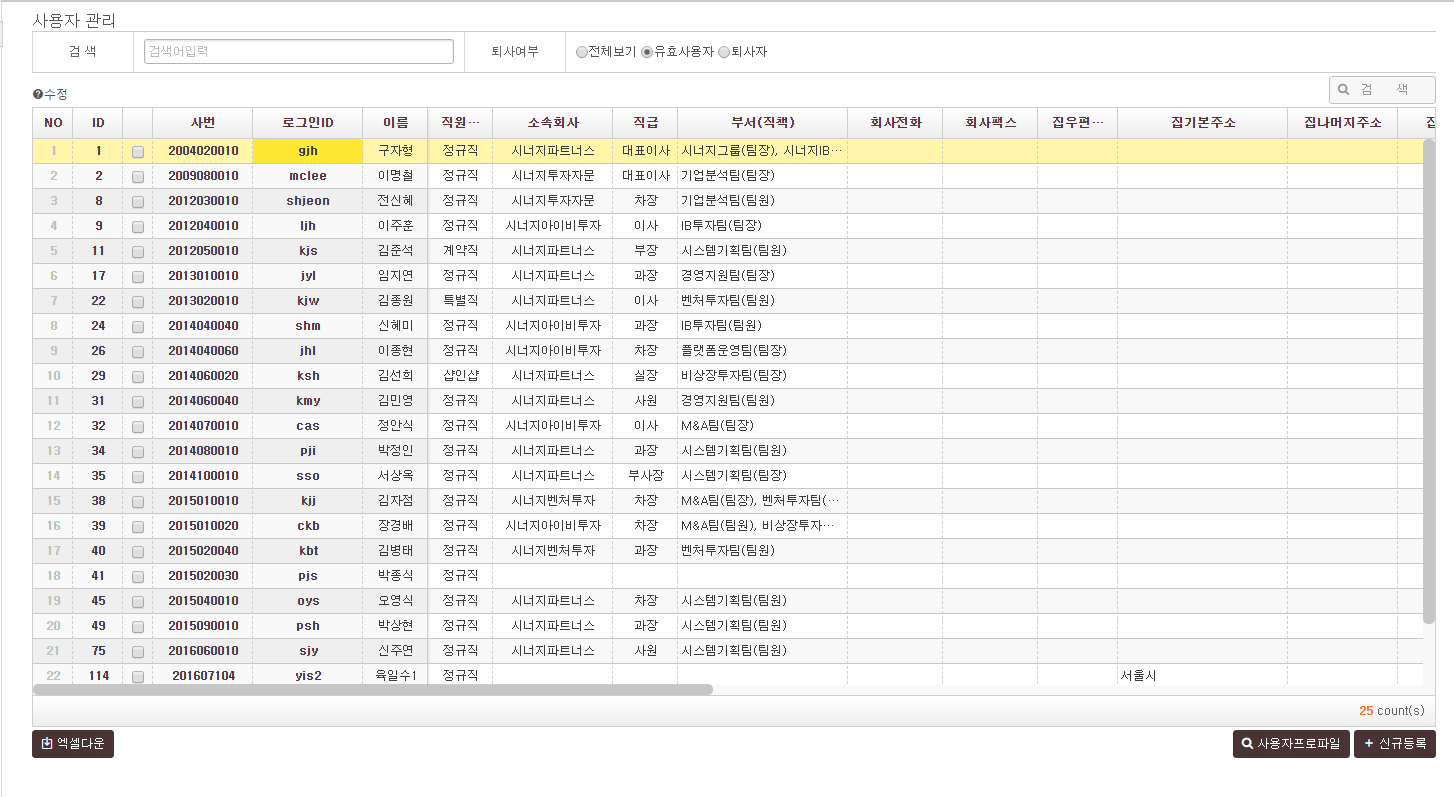 사용자 관리
검 색 검색어입력 퇴사여부 전체보기 유효사용자 퇴사자
수정 검 색
NO ID 사번 로그인ID 이름 직원… 소속회사 직급 부서(직책) 회사전화 회사팩스 집우편… 집기본주소 집나머지주소
1 1 2004020010 gjh 구자형 정규직 시너지파트너스 대표이사 시너지그룹(팀장), 시너지IB…
2 2 2009080010 mclee 이명철 정규직 시너지투자자문 대표이사 기업분석팀(팀장)
3 8 2012030010 shjeon 전신혜 정규직 시너지투자자문 차장 기업분석팀(팀원)
4 9 2012040010 ljh 이주훈 정규직 시너지아이비투자 이사 IB투자팀(팀장)
5 11 2012050010 kjs 김준석 계약직 시너지파트너스 부장 시스템기획팀(팀원)
6 17 2013010010 jyl 임지연 정규직 시너지파트너스 과장 경영지원팀(팀장)
7 22 2013020010 kjw 김종원 특별직 시너지파트너스 이사 벤처투자팀(팀원)
8 24 2014040040 shm 신혜미 정규직 시너지아이비투자 과장 IB투자팀(팀원)
9 26 2014040060 jhl 이종현 정규직 시너지아이비투자 차장 플랫폼운영팀(팀장)
10 29 2014060020 ksh 김선희 샵인샵 시너지파트너스 실장 비상장투자팀(팀장)
11 31 2014060040 kmy 김민영 정규직 시너지파트너스 사원 경영지원팀(팀원)
12 32 2014070010 cas 정안식 정규직 시너지아이비투자 이사 M&A팀(팀장)
13 34 2014080010 pji 박정인 정규직 시너지파트너스 과장 시스템기획팀(팀원)
14 35 2014100010 sso 서상옥 정규직 시너지파트너스 부사장 시스템기획팀(팀장)
15 38 2015010010 kjj 김자점 정규직 시너지벤처투자 차장 M&A팀(팀장), 벤처투자팀(…
16 39 2015010020 ckb 장경배 정규직 시너지아이비투자 차장 M&A팀(팀원), 비상장투자…
17 40 2015020040 kbt 김병태 정규직 시너지벤처투자 과장 벤처투자팀(팀원)
18 41 2015020030 pjs 박종식 정규직
19 45 2015040010 oys 오영식 정규직 시너지파트너스 차장 시스템기획팀(팀원)
20 49 2015090010 psh 박상현 정규직 시너지파트너스 과장 시스템기획팀(팀원)
21 75 2016060010 sjy 신주연 정규직 시너지파트너스 사원 시스템기획팀(팀원)
22 114 201607104 yis2 육일수1 정규직 서울시
25 count(s)
엑셀다운 사용자프로파일 + 신규등록